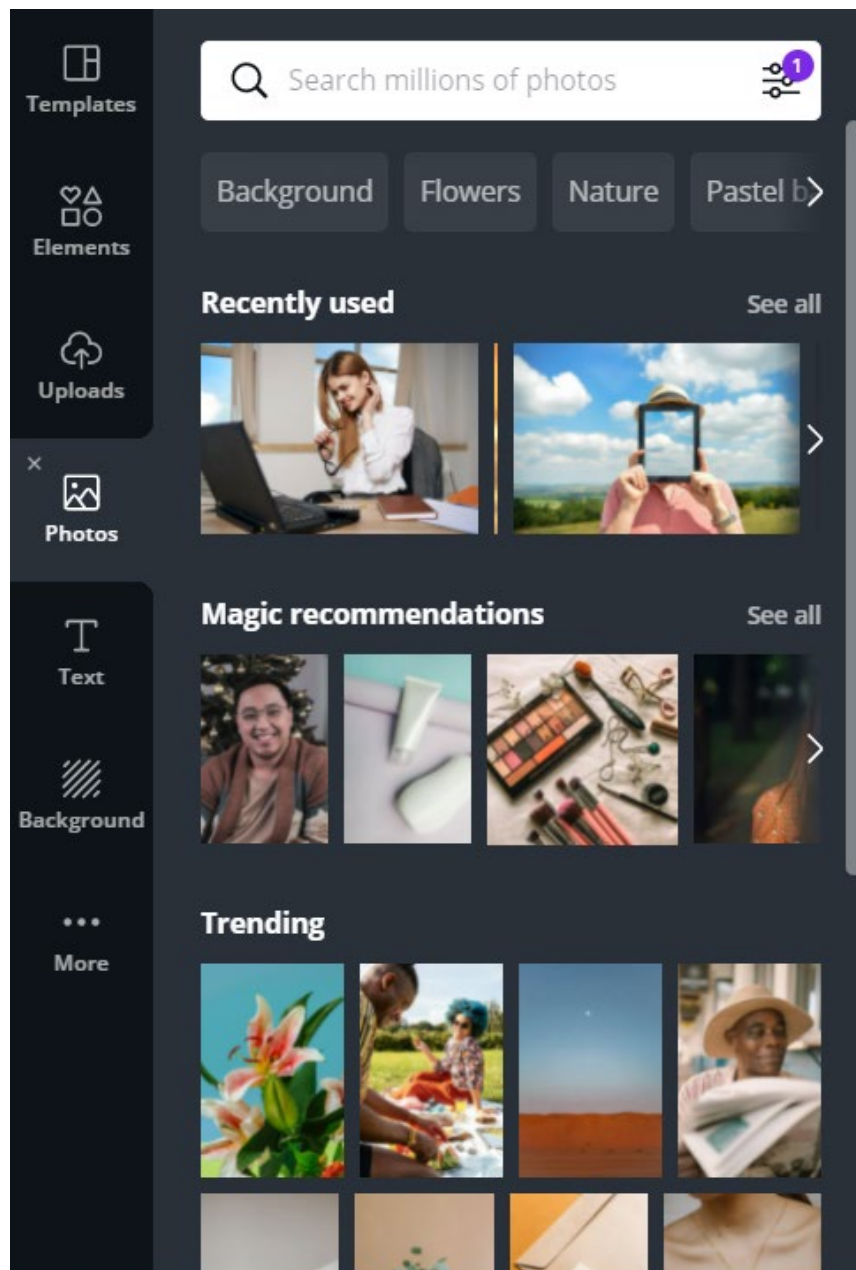 Templates
Elements
Uploads
Photos
Text
Background
More
Search millions of photos
1
Background
Flowers
Nature
Pastel b
Recently used
See all
Magic recommendations
See all
Trending